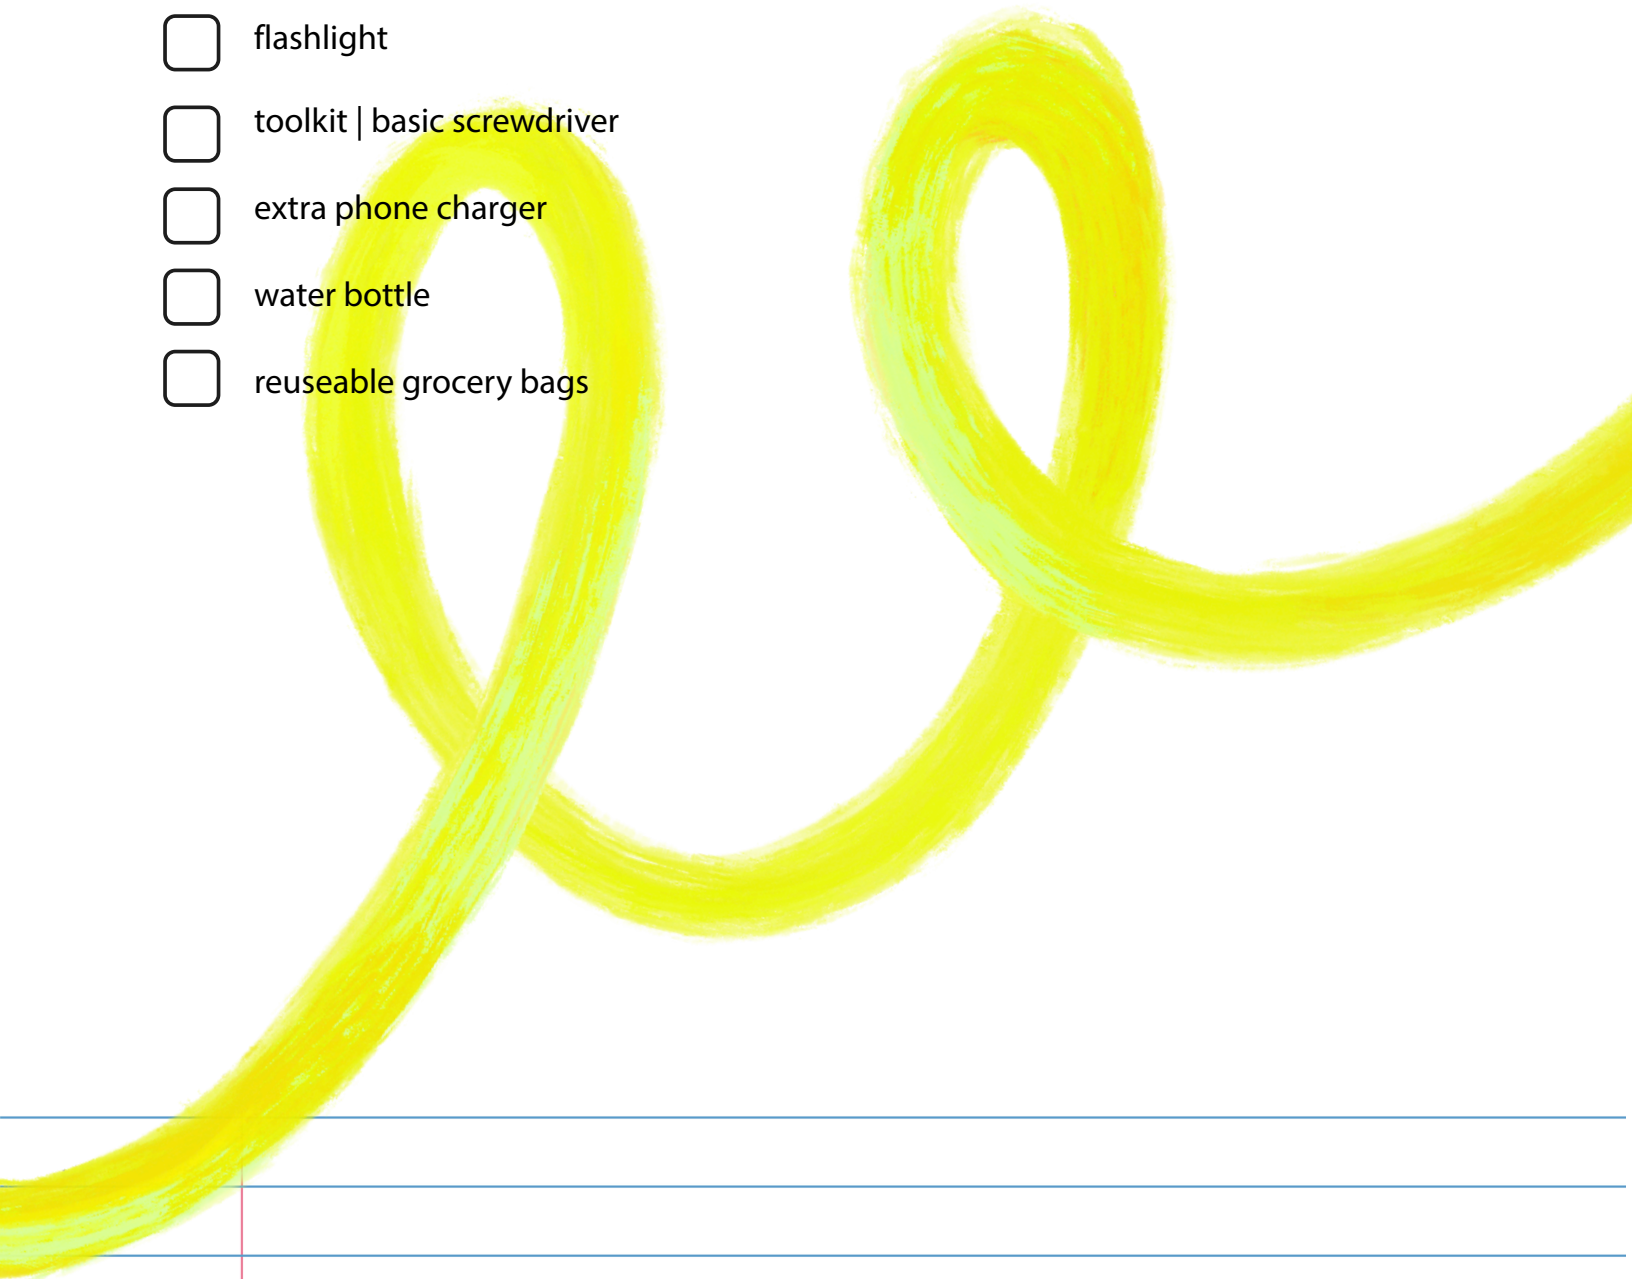 flashlight
toolkit | basic screwdriver
extra phone charger
water bottle
reuseable grocery bags